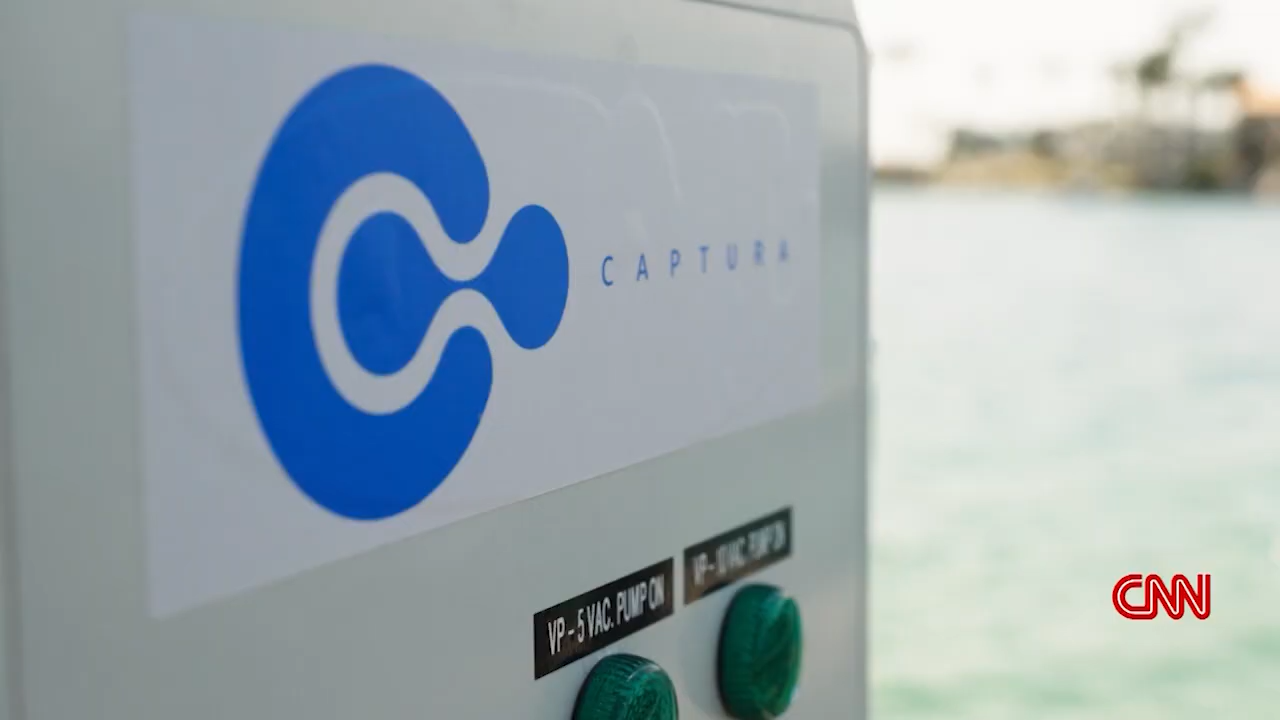 CAPTURA
VP-5 VAC. PUMP ON
VP-10 VAC. PUMP ON
CNN